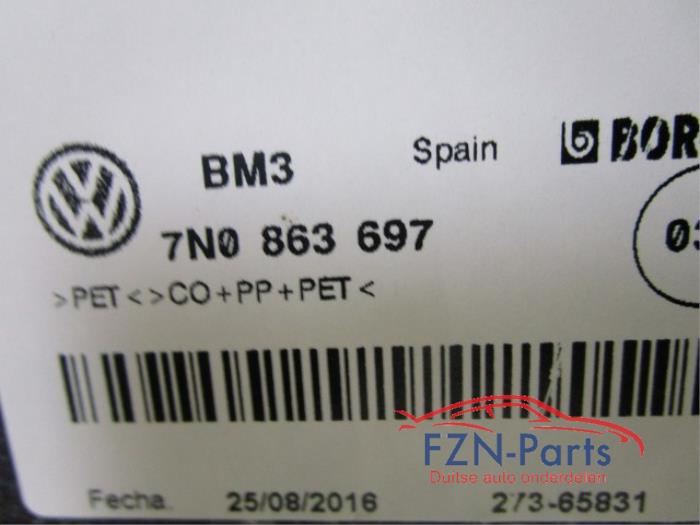 BM3 Spain BOR
7N0 863 697 03
>PET<>CO+PP+PET<
FZN-Parts
Duitse auto onderdelen
Fecha. 25/08/2016 273-65831